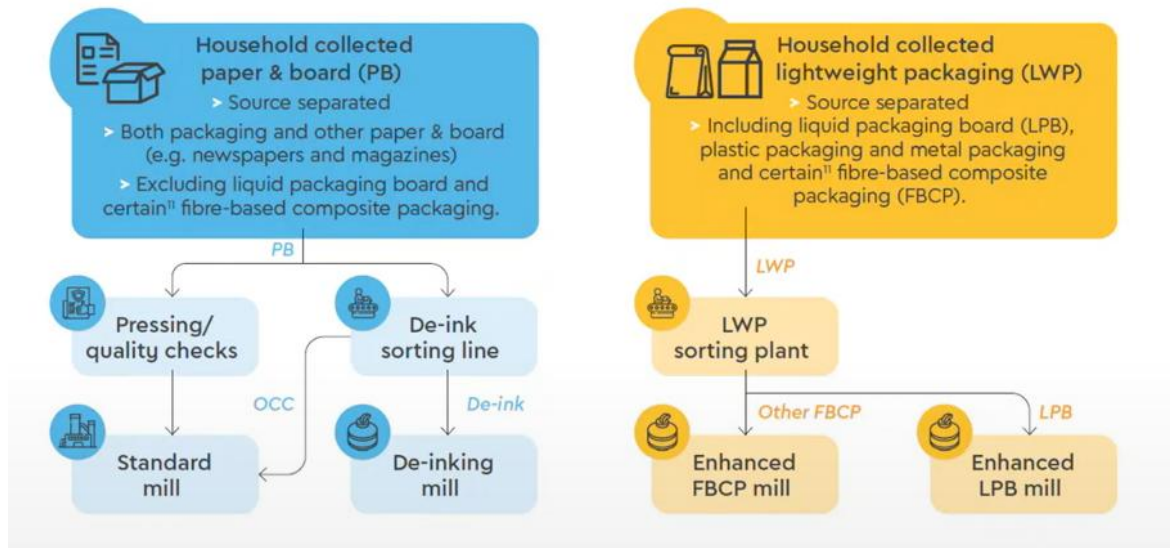 Household collected
paper & board (PB)
> Source separated
> Both packaging and other paper & board
(e.g. newspapers and magazines)
> Excluding liquid packaging board and
certain¹¹ fibre-based composite packaging.
PB
Pressing/
quality checks
De-ink
sorting line
OCC
De-ink
Standard
mill
De-inking
mill
Household collected
lightweight packaging (LWP)
> Source separated
> Including liquid packaging board (LPB),
plastic packaging and metal packaging
and certain¹¹ fibre-based composite
packaging (FBCP).
LWP
LWP
sorting plant
Other FBCP
LPB
Enhanced
FBCP mill
Enhanced
LPB mill